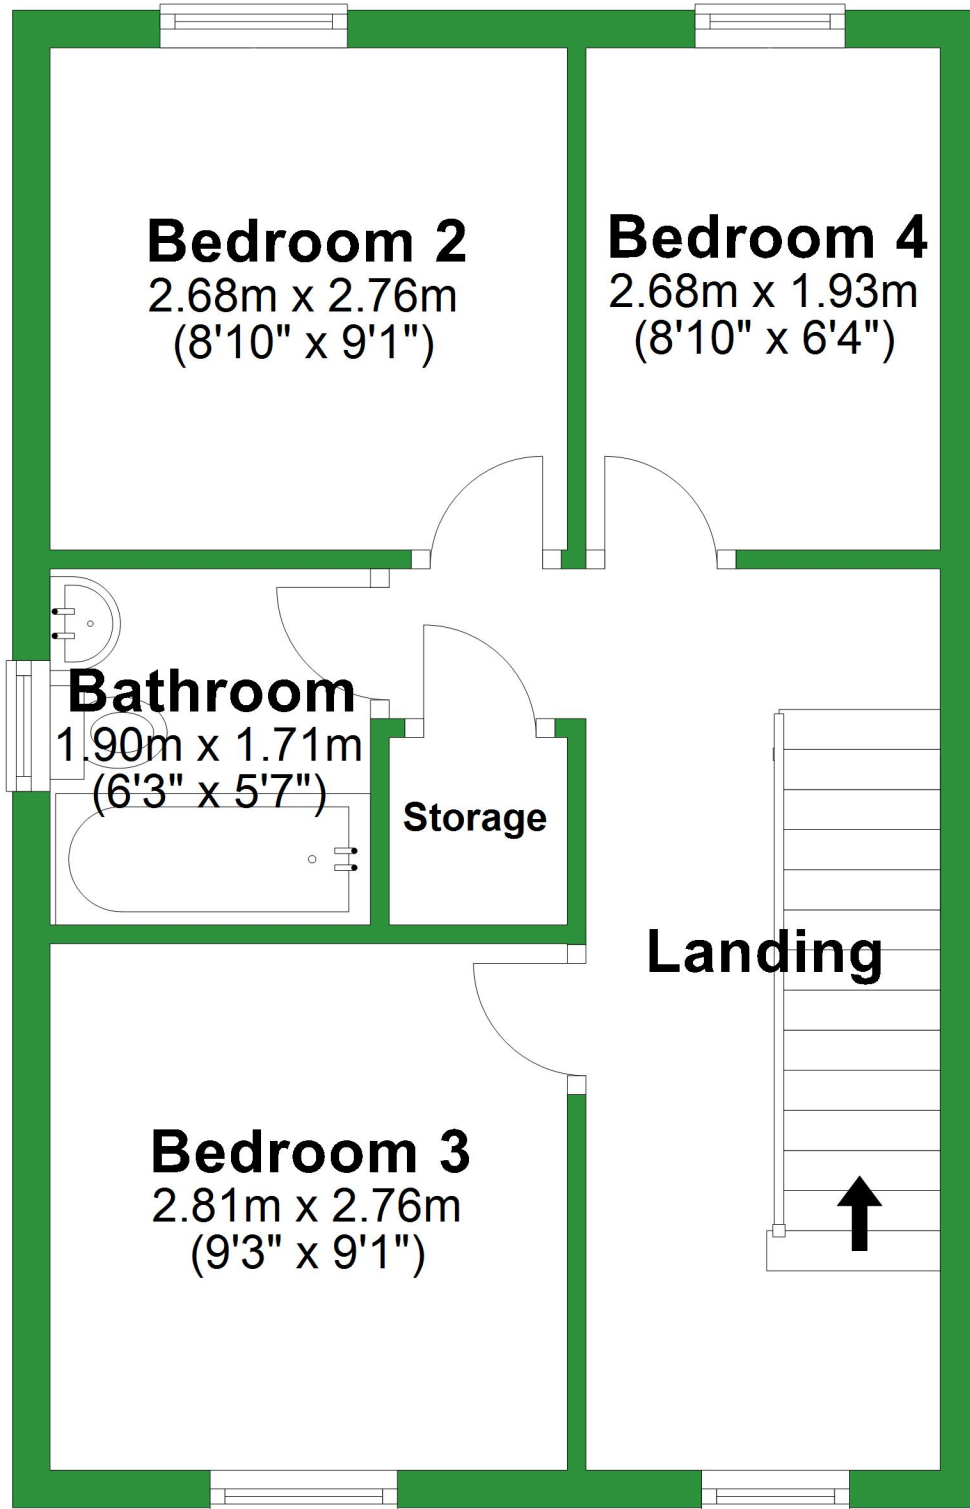 Bedroom 2
2.68m x 2.76m
(8'10" x 9'1")
Bedroom 4
2.68m x 1.93m
(8'10" x 6'4")
Bathroom
1.90m x 1.71m
(6'3" x 5'7")
Storage
Landing
Bedroom 3
2.81m x 2.76m
(9'3" x 9'1")